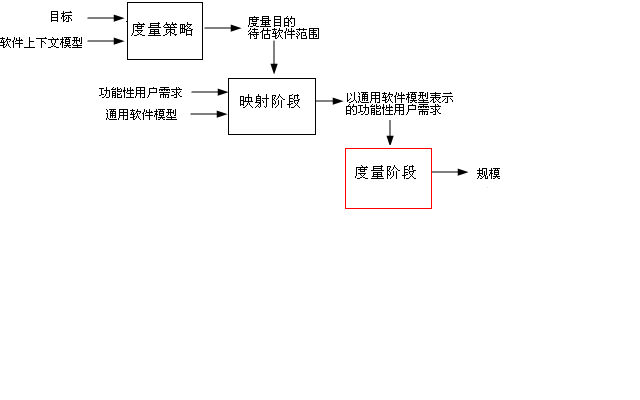 目标
软件上下文模型
度量策略
度量目的
待估软件范围
功能性用户需求
通用软件模型
映射阶段
以通用软件模型表示
的功能性用户需求
度量阶段
规模